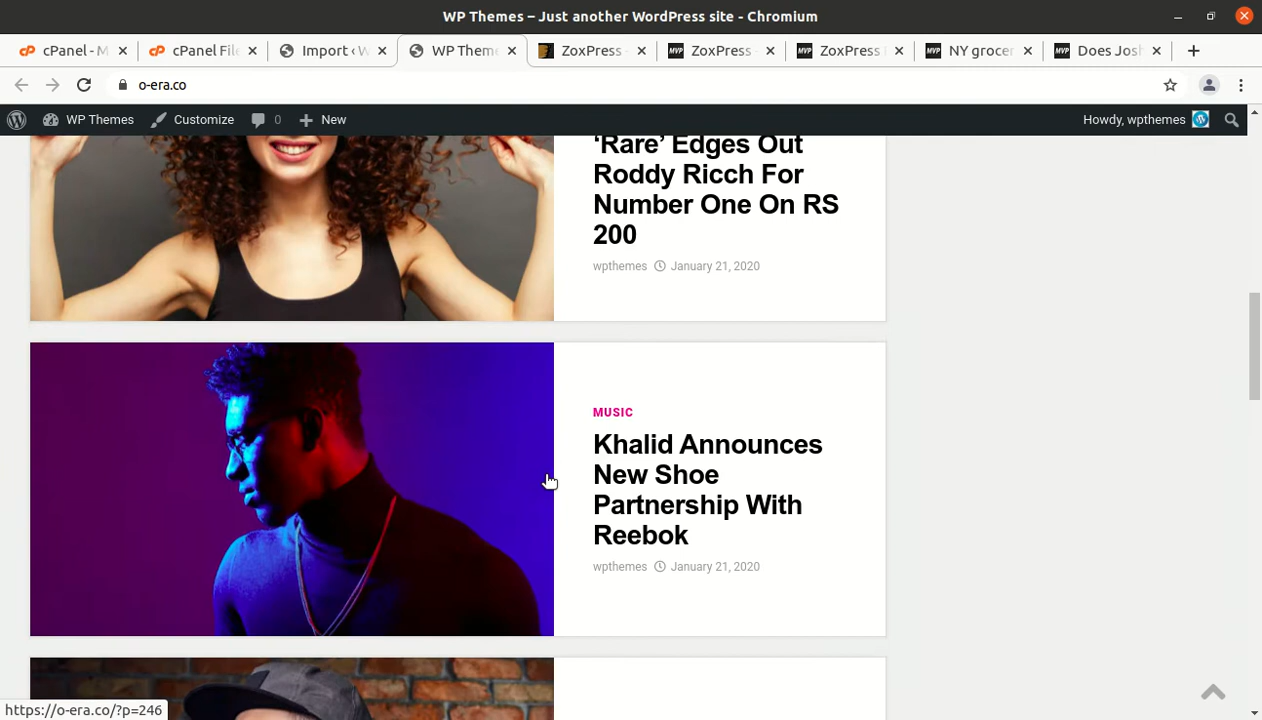 WP Themes – Just another WordPress site - Chromium
cPanel - M
cPanel File
Import ‹ W
WP Theme
ZoxPress -
ZoxPress -
ZoxPress
NY grocer
Does Josh
o-era.co
WP Themes
Customize
0
New
Howdy, wpthemes
‘Rare’ Edges Out
Roddy Ricch For
Number One On RS
200
wpthemes January 21, 2020
MUSIC
Khalid Announces
New Shoe
Partnership With
Reebok
wpthemes January 21, 2020
https://o-era.co/?p=246